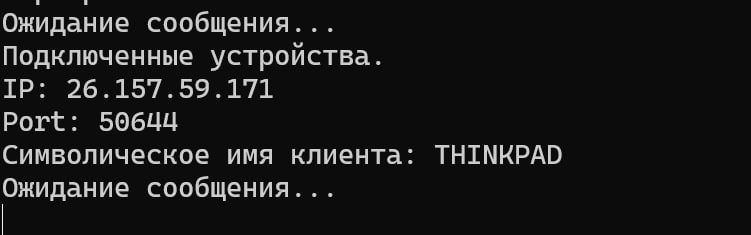 Ожидание сообщения...
Подключенные устройства.
IP: 26.157.59.171
Port: 50644
Символическое имя клиента: THINKPAD
Ожидание сообщения...